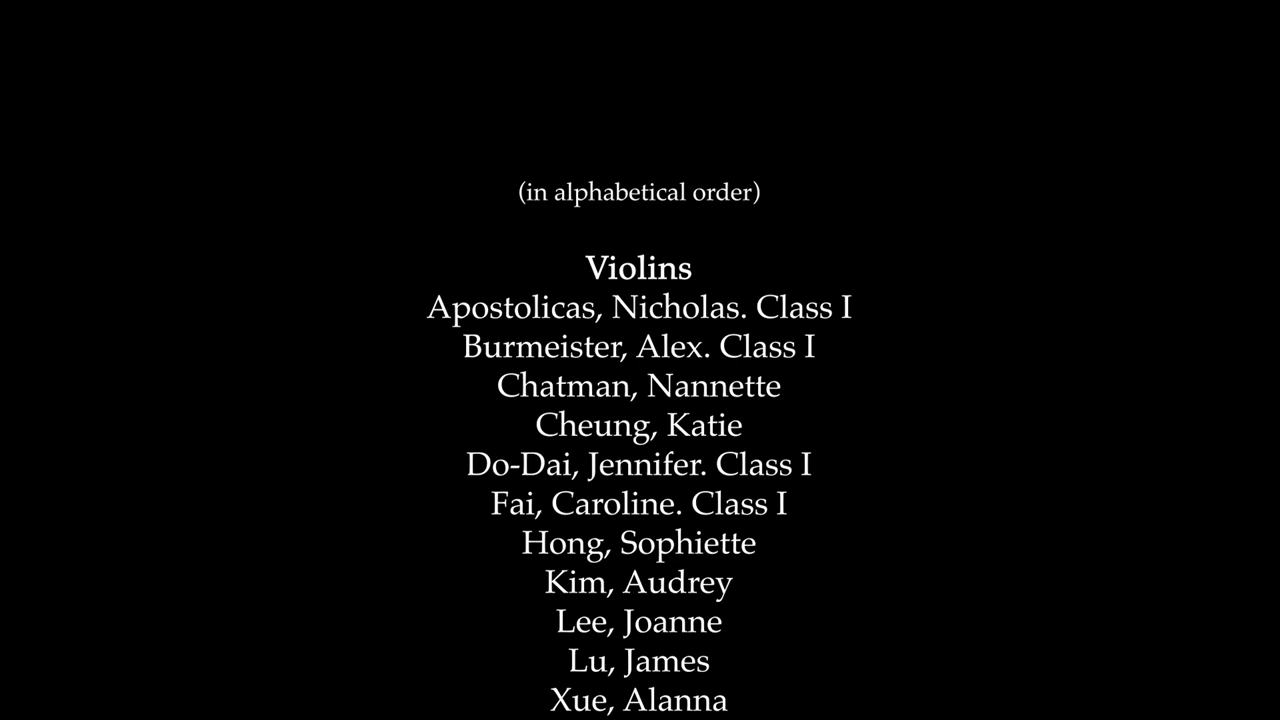 (in alphabetical order)
Violins
Apostolicas, Nicholas. Class I
Burmeister, Alex. Class I
Chatman, Nannette
Cheung, Katie
Do-Dai, Jennifer. Class I
Fai, Caroline. Class I
Hong, Sophiette
Kim, Audrey
Lee, Joanne
Lu, James
Xue, Alanna